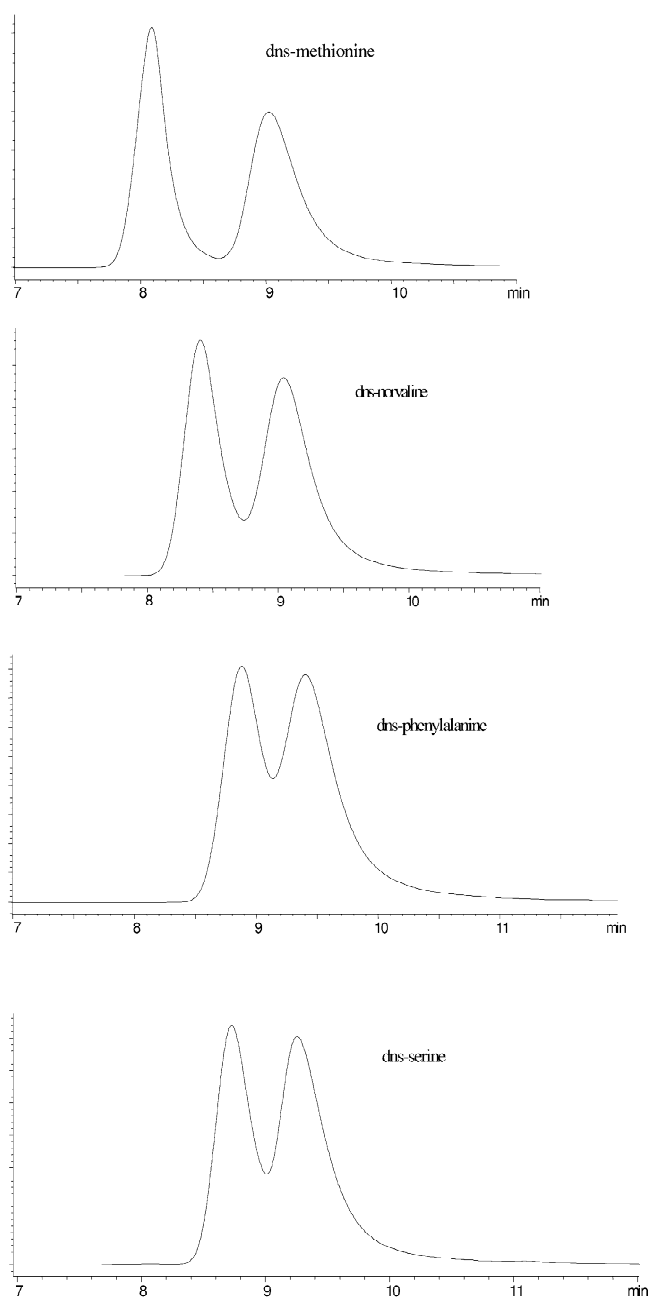 dns-methionine
7 8 9 10 min
dns-norvaline
7 8 9 10 min
dns-phenylalanine
7 8 9 10 11 min
dns-serine
7 8 9 10 11 min